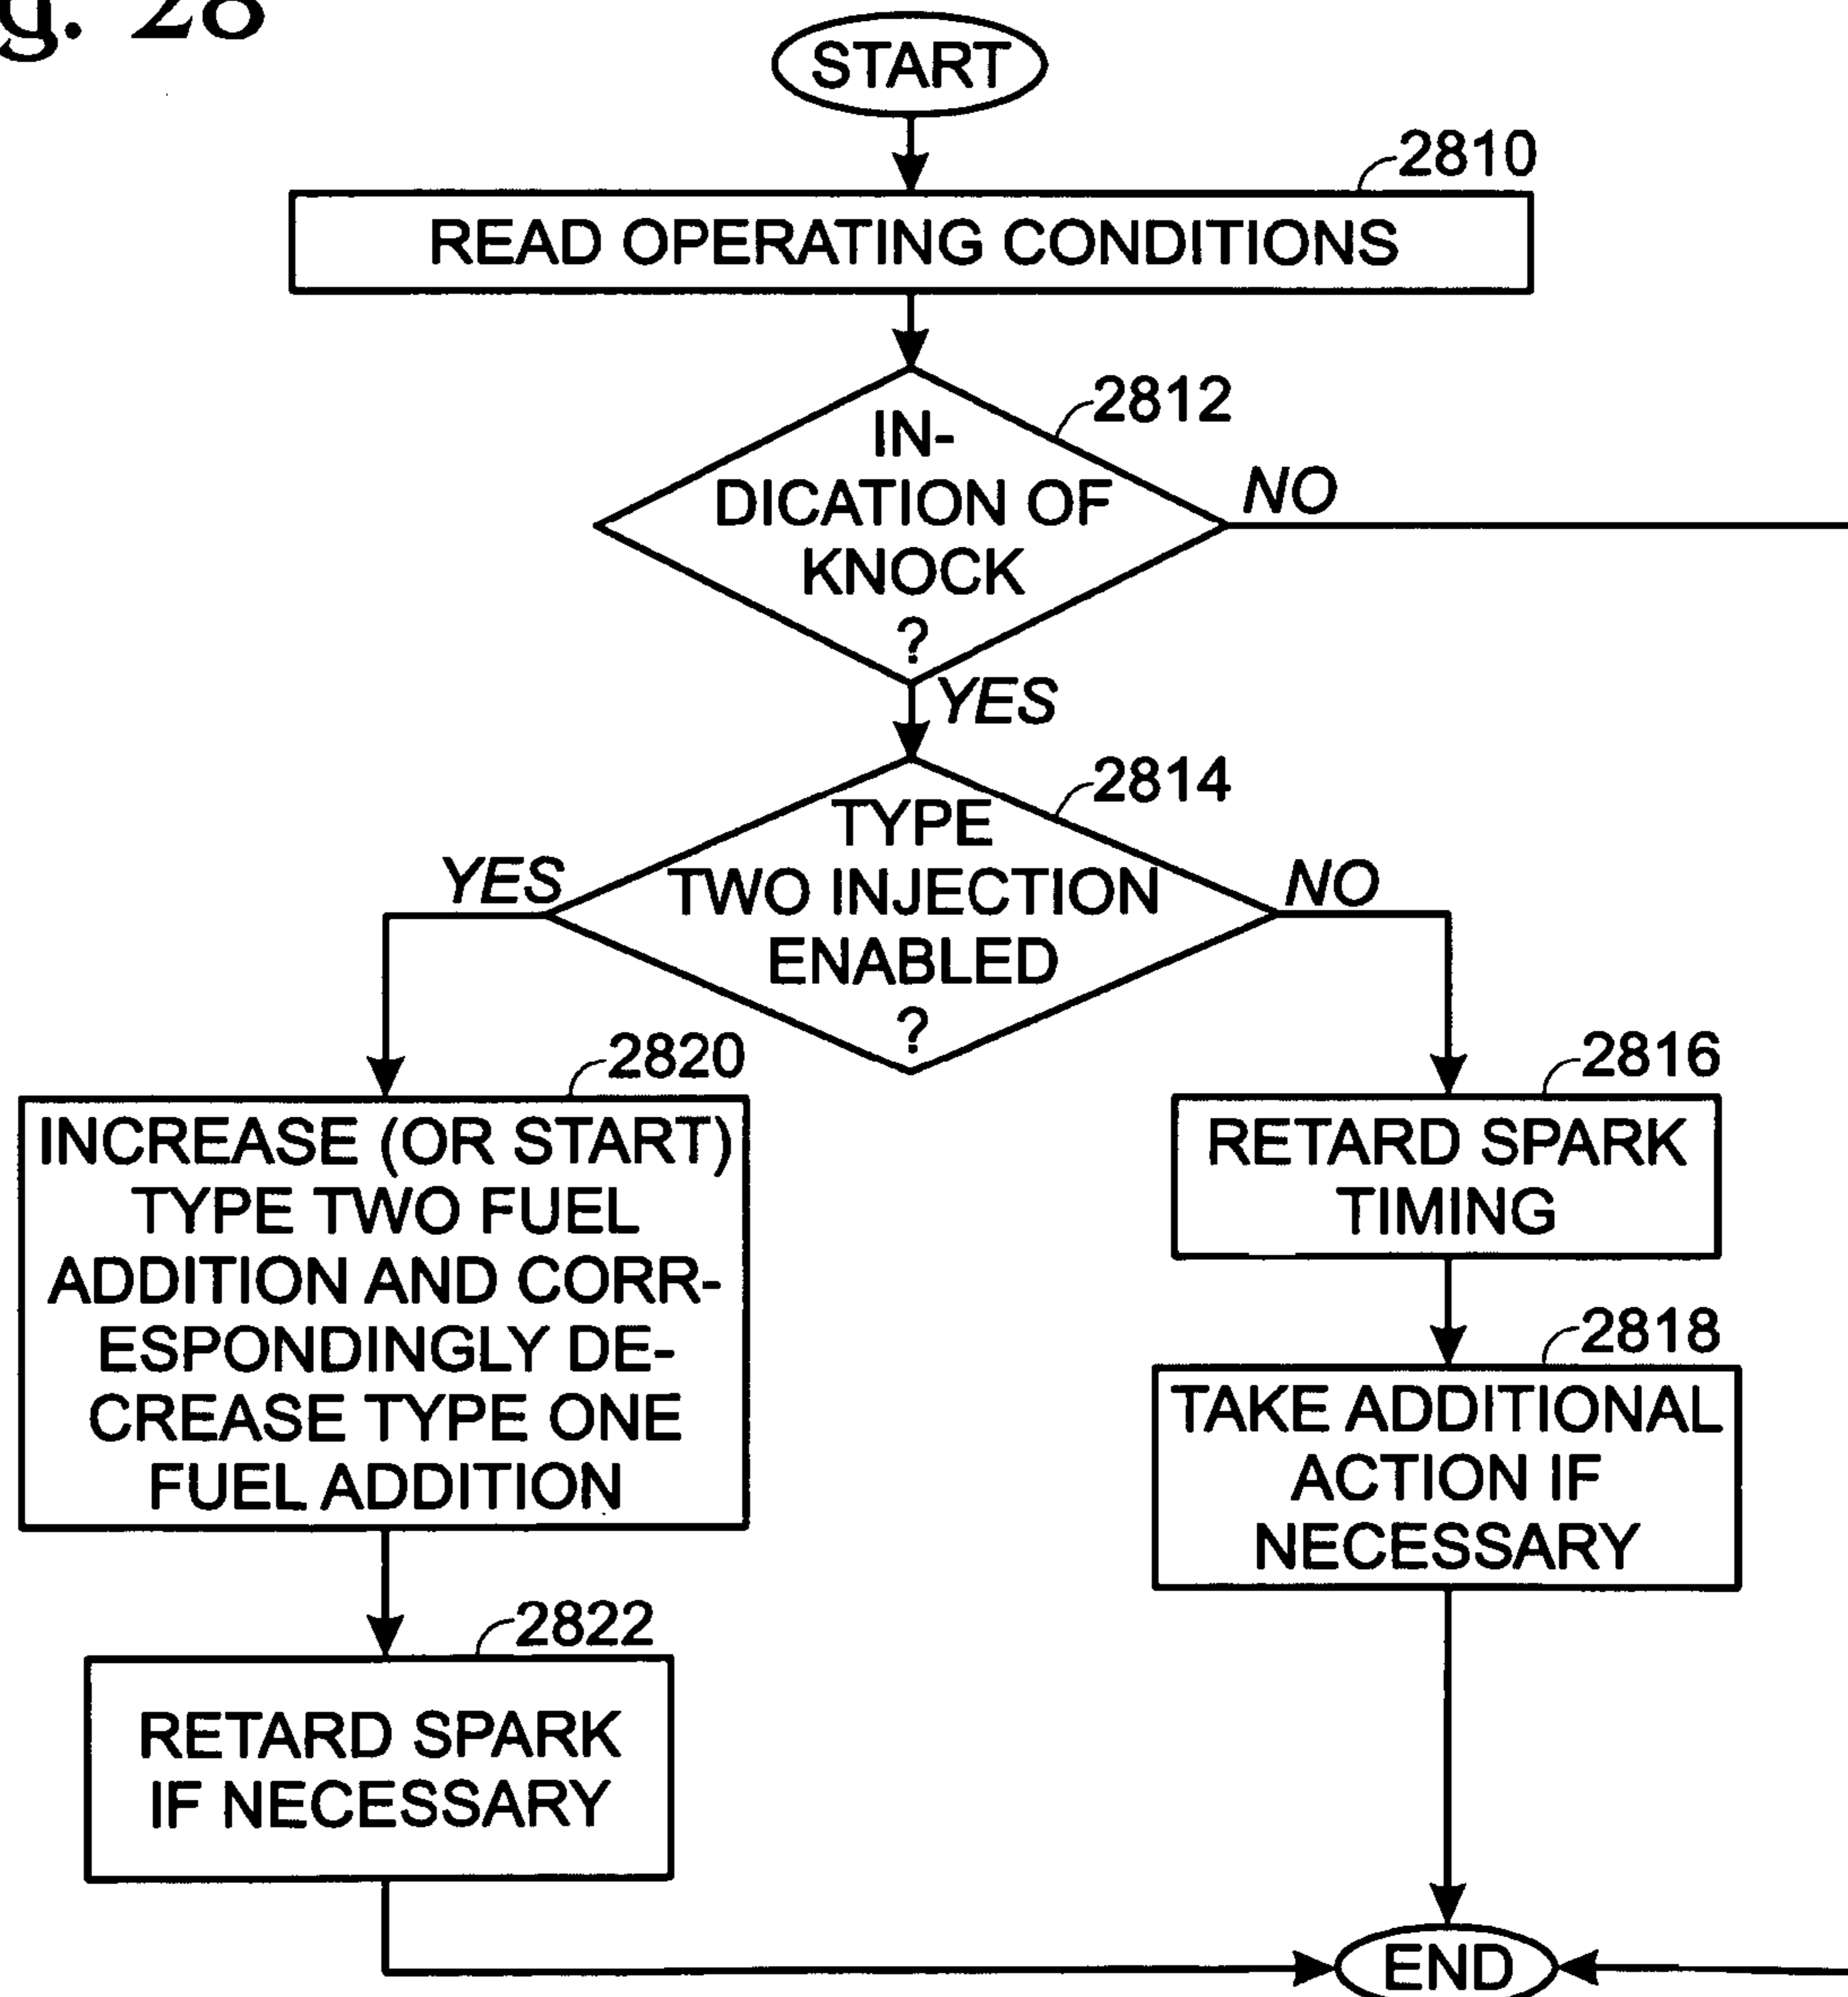 g. 28
START
2810
READ OPERATING CONDITIONS
2812
IN-
DICATION OF
KNOCK
?
NO
YES
2814
TYPE
TWO INJECTION
ENABLED
?
YES
NO
2820
INCREASE (OR START)
TYPE TWO FUEL
ADDITION AND CORR-
ESPONDINGLY DE-
CREASE TYPE ONE
FUEL ADDITION
2816
RETARD SPARK
TIMING
2818
TAKE ADDITIONAL
ACTION IF
NECESSARY
2822
RETARD SPARK
IF NECESSARY
END